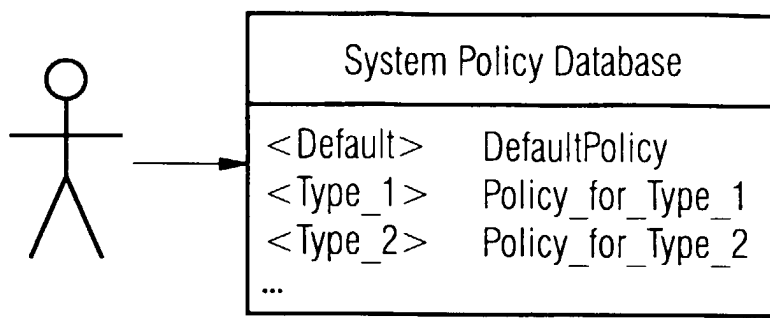 System Policy Database
<Default> DefaultPolicy
<Type_1> Policy_for_Type_1
<Type_2> Policy_for_Type_2
...